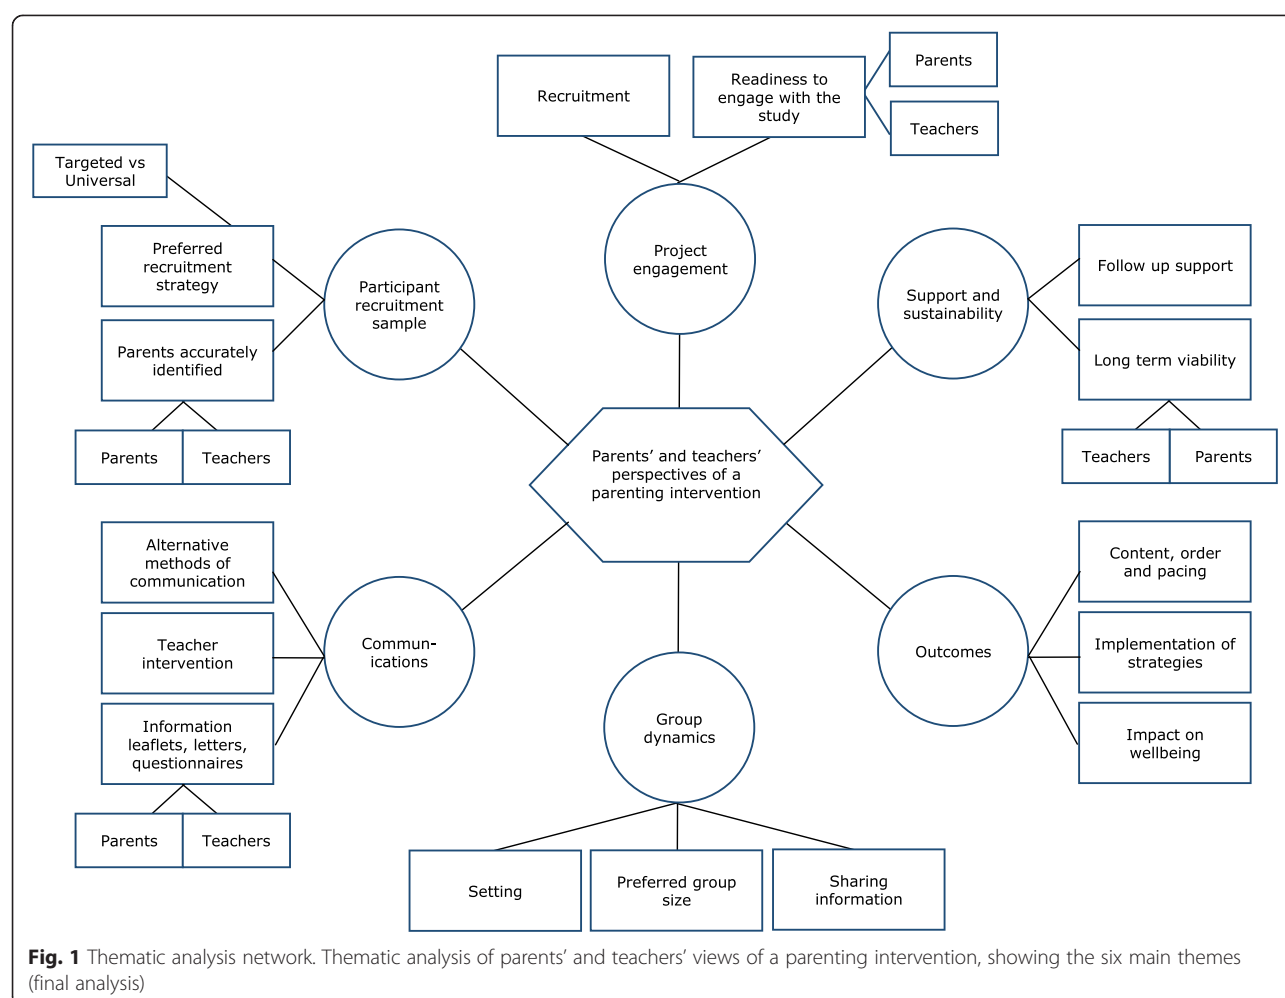 Recruitment
Readiness to
engage with the
study
Parents
Teachers
Project
engagement
Targeted vs
Universal
Preferred
recruitment
strategy
Parents accurately
identified
Parents
Teachers
Participant
recruitment
sample
Support and
sustainability
Follow up support
Long term viability
Teachers
Parents
Parents’ and teachers’
perspectives of a
parenting intervention
Alternative
methods of
communication
Teacher
intervention
Information
leaflets, letters,
questionnaires
Parents
Teachers
Commun-
ications
Group
dynamics
Setting
Preferred group
size
Sharing
information
Outcomes
Content, order
and pacing
Implementation of
strategies
Impact on
wellbeing
Fig. 1 Thematic analysis network. Thematic analysis of parents’ and teachers’ views of a parenting intervention, showing the six main themes
(final analysis)